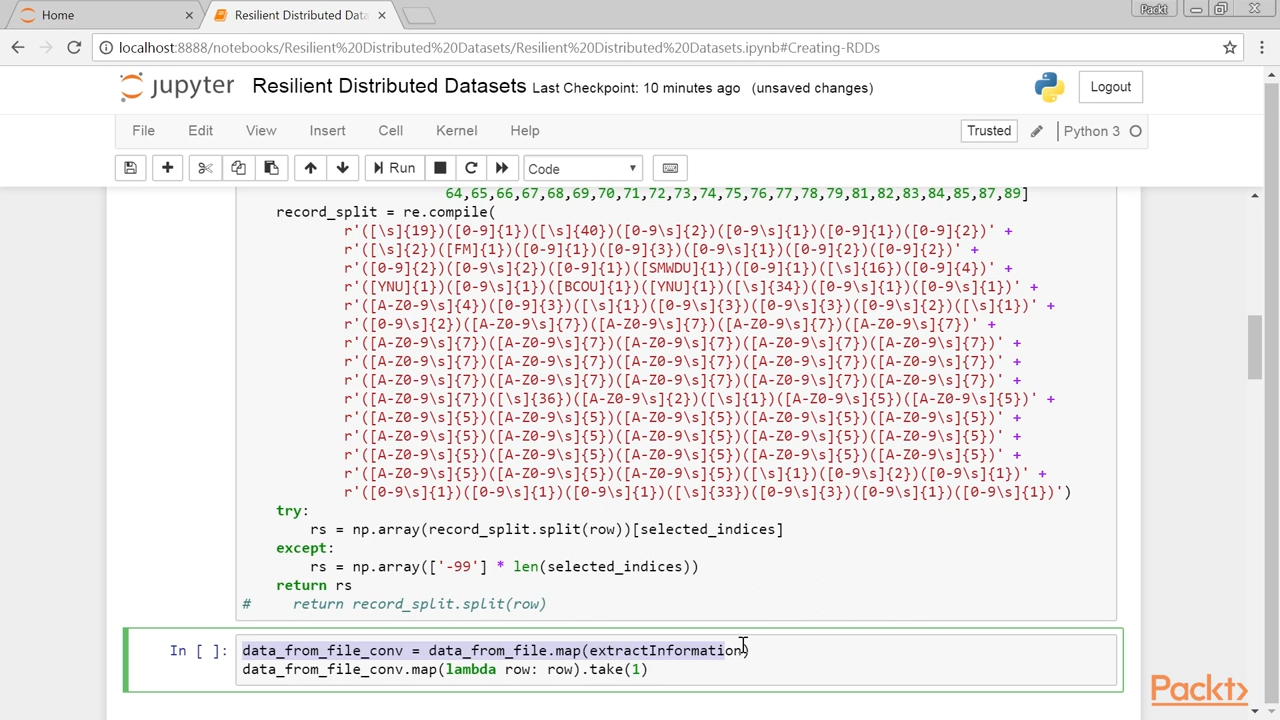 Home
Resilient Distributed Data
Packt
localhost:8888/notebooks/Resilient%20Distributed%20Datasets/Resilient%20Distributed%20Datasets.ipynb#Creating-RDDs
jupyter Resilient Distributed Datasets Last Checkpoint: 10 minutes ago (unsaved changes)
Logout
File Edit View Insert Cell Kernel Help
Trusted
Python 3
Run
Code
64,65,66,67,68,69,70,71,72,73,74,75,76,77,78,79,81,82,83,84,85,87,89]
record_split = re.compile(
r'([\s]{19})([0-9]{1})([\s]{40})([0-9\s]{2})([0-9\s]{1})([0-9]{1})([0-9]{2})' +
r'([\s]{2})([FM]{1})([0-9]{1})([0-9]{3})([0-9\s]{1})([0-9]{2})([0-9]{2})' +
r'([0-9]{2})([0-9\s]{2})([0-9]{1})([SMWDU]{1})([0-9]{1})([\s]{16})([0-9]{4})' +
r'([YNU]{1})([0-9\s]{1})([BCOU]{1})([YNU]{1})([\s]{34})([0-9\s]{1})([0-9\s]{1})' +
r'([A-Z0-9\s]{4})([0-9]{3})([\s]{1})([0-9\s]{3})([0-9\s]{3})([0-9\s]{2})([\s]{1})' +
r'([0-9\s]{2})([A-Z0-9\s]{7})([A-Z0-9\s]{7})([A-Z0-9\s]{7})([A-Z0-9\s]{7})' +
r'([A-Z0-9\s]{7})([A-Z0-9\s]{7})([A-Z0-9\s]{7})([A-Z0-9\s]{7})([A-Z0-9\s]{7})' +
r'([A-Z0-9\s]{7})([A-Z0-9\s]{7})([A-Z0-9\s]{7})([A-Z0-9\s]{7})([A-Z0-9\s]{7})' +
r'([A-Z0-9\s]{7})([A-Z0-9\s]{7})([A-Z0-9\s]{7})([A-Z0-9\s]{7})([A-Z0-9\s]{7})' +
r'([A-Z0-9\s]{7})([\s]{36})([A-Z0-9\s]{2})([\s]{1})([A-Z0-9\s]{5})([A-Z0-9\s]{5})' +
r'([A-Z0-9\s]{5})([A-Z0-9\s]{5})([A-Z0-9\s]{5})([A-Z0-9\s]{5})([A-Z0-9\s]{5})' +
r'([A-Z0-9\s]{5})([A-Z0-9\s]{5})([A-Z0-9\s]{5})([A-Z0-9\s]{5})([A-Z0-9\s]{5})' +
r'([A-Z0-9\s]{5})([A-Z0-9\s]{5})([A-Z0-9\s]{5})([A-Z0-9\s]{5})([A-Z0-9\s]{5})' +
r'([A-Z0-9\s]{5})([A-Z0-9\s]{5})([A-Z0-9\s]{5})([\s]{1})([0-9\s]{2})([0-9\s]{1})' +
r'([0-9\s]{1})([0-9\s]{1})([0-9\s]{1})([\s]{33})([0-9\s]{3})([0-9\s]{1})([0-9\s]{1})')
try:
rs = np.array(record_split.split(row))[selected_indices]
except:
rs = np.array(['-99'] * len(selected_indices))
return rs
# return record_split.split(row)
In [ ]: data_from_file_conv = data_from_file.map(extractInformation)
data_from_file_conv.map(lambda row: row).take(1)
Packt>